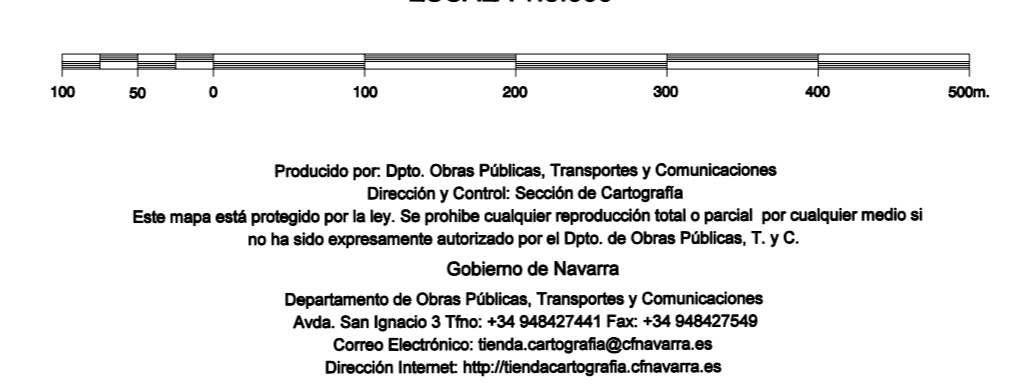 100 50 0 100 200 300 400 500m.
Producido por: Dpto. Obras Públicas, Transportes y Comunicaciones
Dirección y Control: Sección de Cartografía
Este mapa está protegido por la ley. Se prohibe cualquier reproducción total o parcial por cualquier medio si
no ha sido expresamente autorizado por el Dpto. de Obras Públicas, T. y C.
Gobierno de Navarra
Departamento de Obras Públicas, Transportes y Comunicaciones
Avda. San Ignacio 3 Tfno: +34 948427441 Fax: +34 948427549
Correo Electrónico: tienda.cartografia@cfnavarra.es
Dirección Internet: http://tiendacartografia.cfnavarra.es